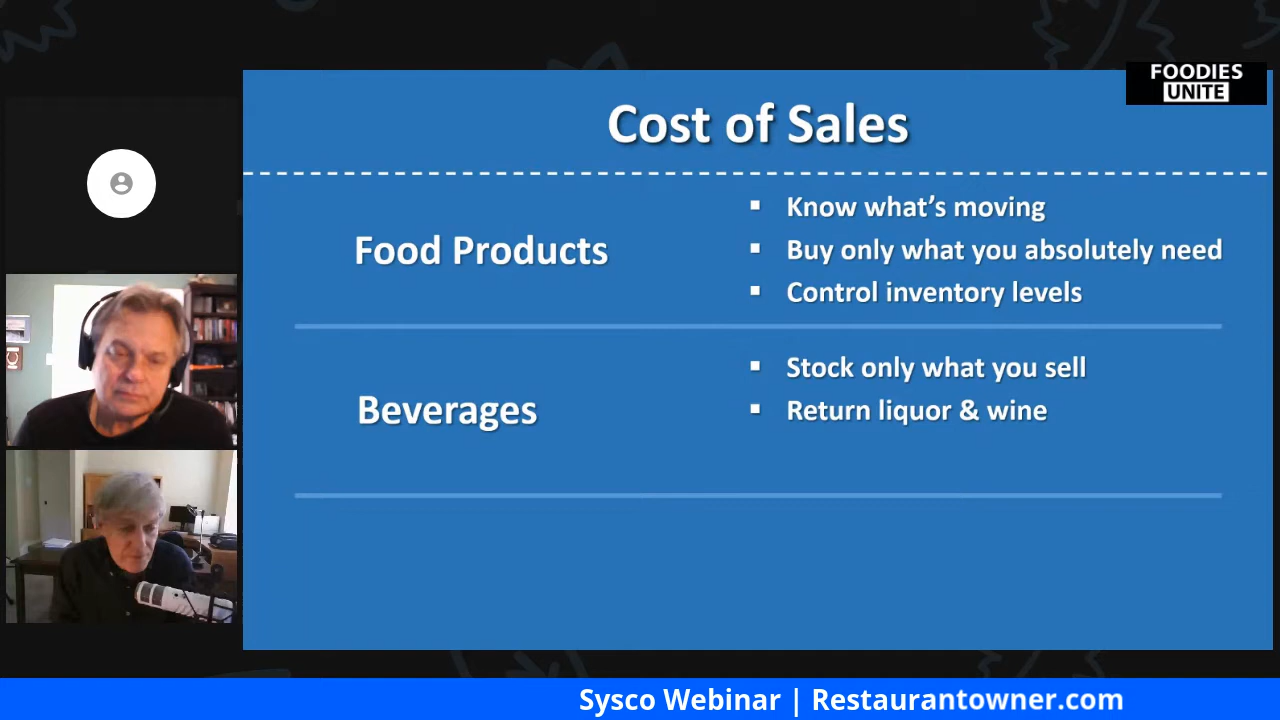 FOODIES
UNITE
Cost of Sales
Food Products
▪ Know what’s moving
▪ Buy only what you absolutely need
▪ Control inventory levels
Beverages
▪ Stock only what you sell
▪ Return liquor & wine
Sysco Webinar | Restaurantowner.com